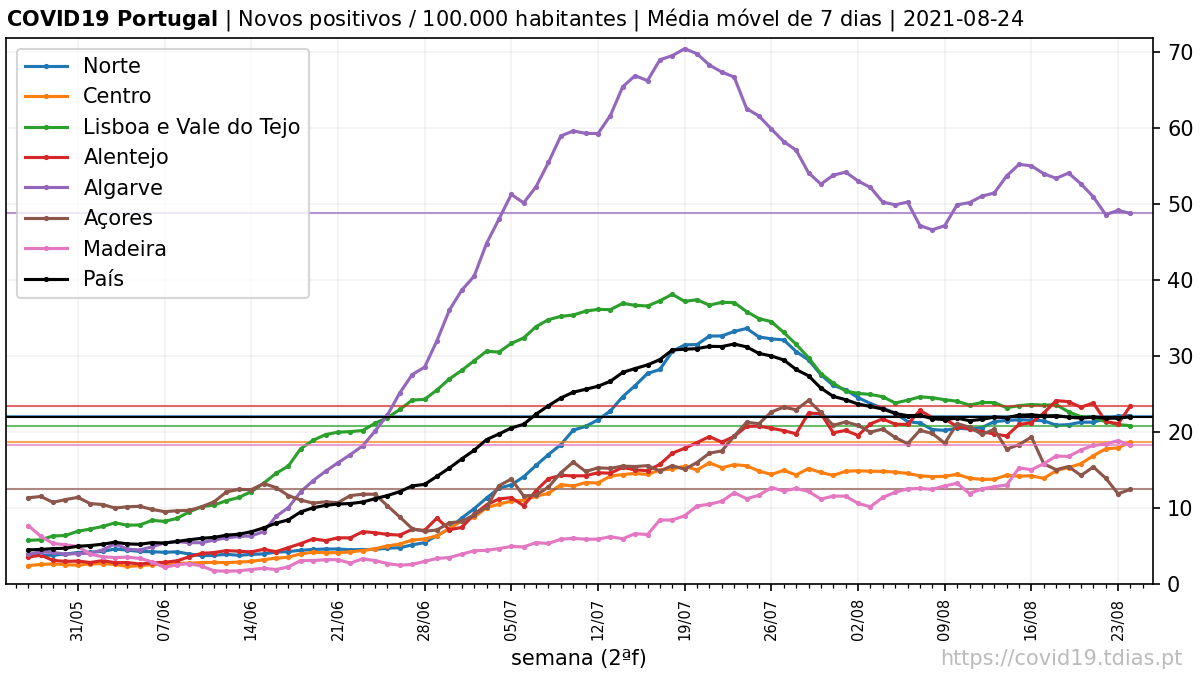 COVID19 Portugal | Novos positivos / 100.000 habitantes | Média móvel de 7 dias | 2021-08-24
Norte
Centro
Lisboa e Vale do Tejo
Alentejo
Algarve
Açores
Madeira
País
70
60
50
40
30
20
10
0
31/05
07/06
14/06
21/06
28/06
05/07
12/07
19/07
26/07
02/08
09/08
16/08
23/08
semana (2ªf)
https://covid19.tdias.pt